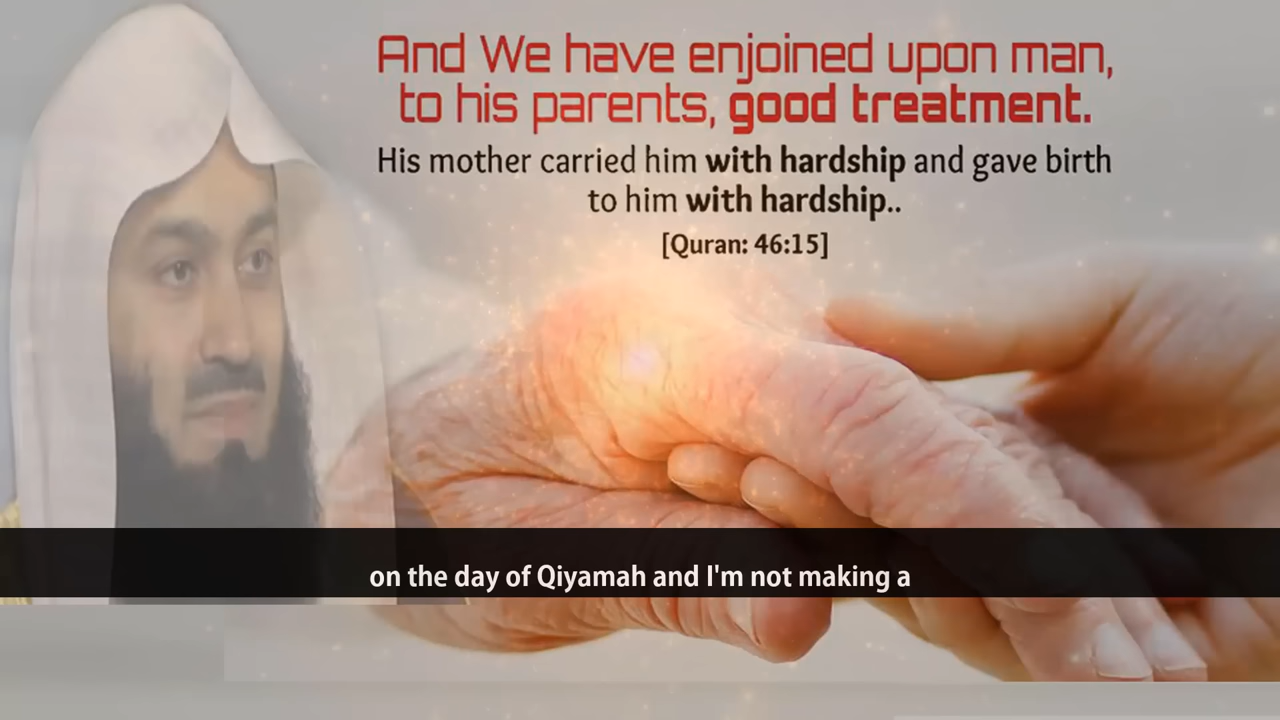 And We have enjoined upon man,
to his parents, good treatment.
His mother carried him with hardship and gave birth
to him with hardship..
[Quran: 46:15]
on the day of Qiyamah and I'm not making a